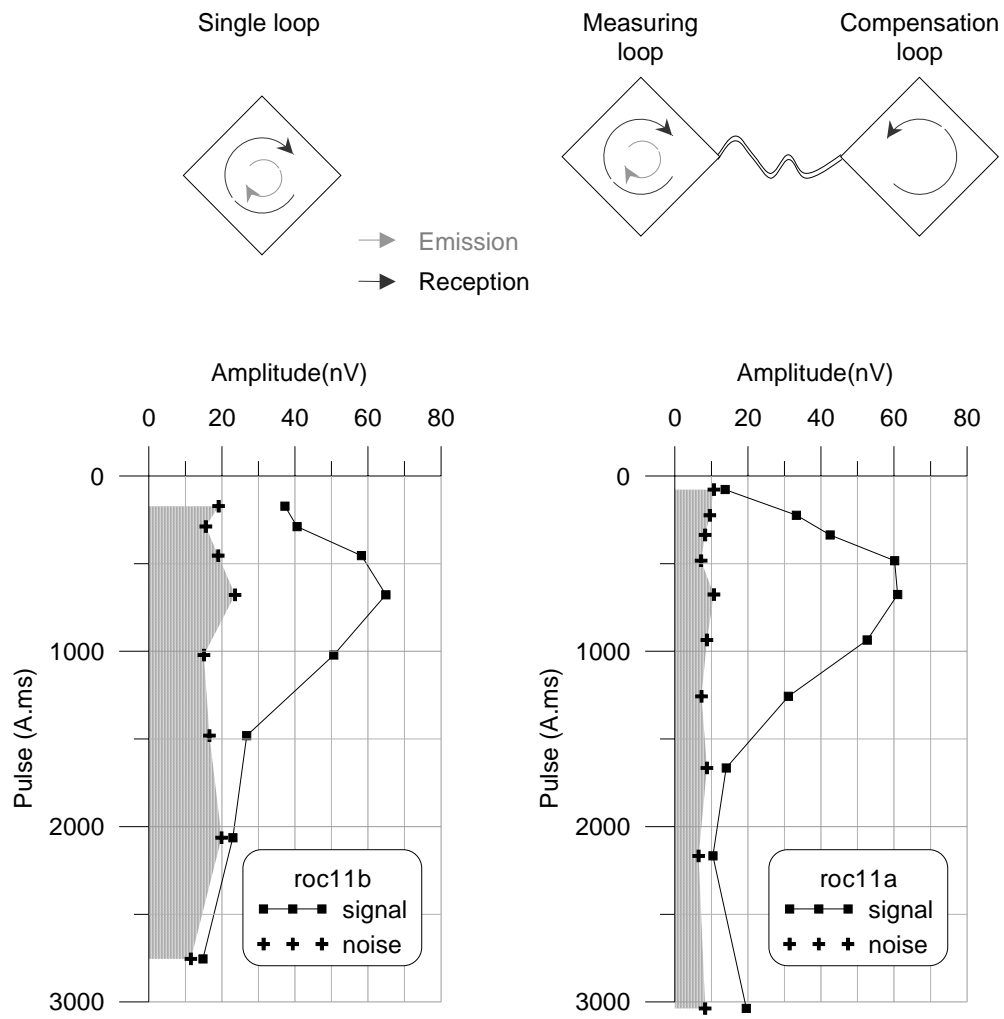 Single loop
Measuring
loop
Compensation
loop
Emission
Reception
Amplitude(nV)
0 20 40 60 80
0
1000
2000
3000
Pulse (A.ms)
roc11b
signal
noise
Amplitude(nV)
0 20 40 60 80
0
1000
2000
3000
Pulse (A.ms)
roc11a
signal
noise